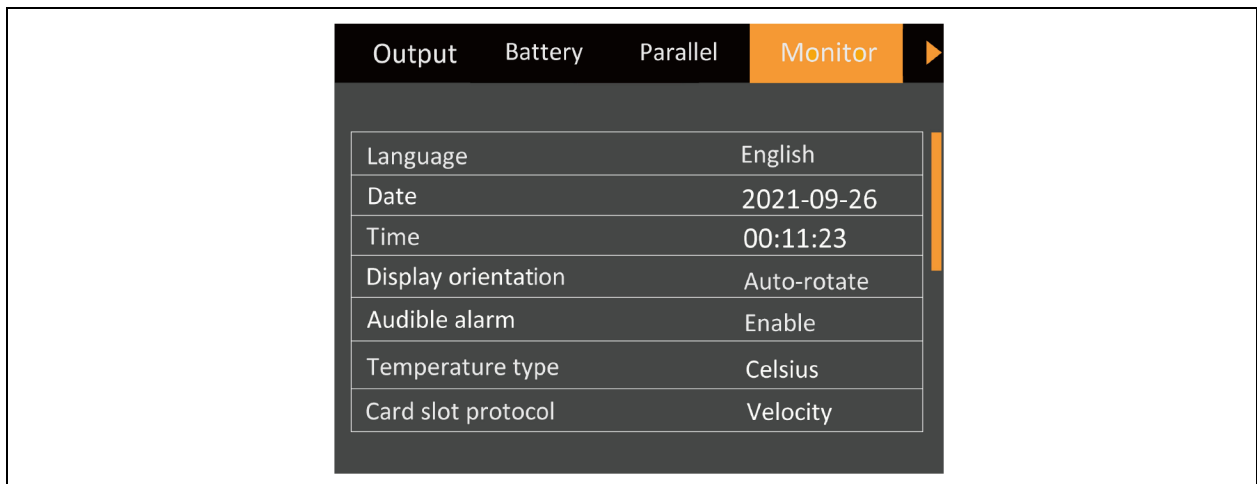 Output Battery Parallel Monitor
Language English
Date 2021-09-26
Time 00:11:23
Display orientation Auto-rotate
Audible alarm Enable
Temperature type Celsius
Card slot protocol Velocity